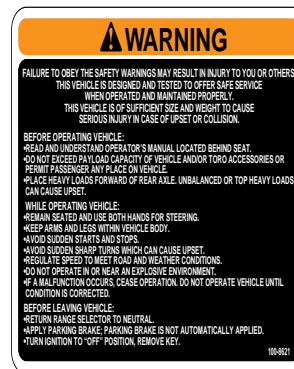 WARNING
FAILURE TO OBEY THE SAFETY WARNINGS MAY RESULT IN INJURY TO YOU OR OTHERS
THIS VEHICLE IS DESIGNED AND TESTED TO OFFER SAFE SERVICE
WHEN OPERATED AND MAINTAINED PROPERLY.
THIS VEHICLE IS OF SUFFICIENT SIZE AND WEIGHT TO CAUSE
SERIOUS INJURY IN CASE OF UPSET OR COLLISION.
BEFORE OPERATING VEHICLE:
•READ AND UNDERSTAND OPERATOR'S MANUAL LOCATED BEHIND SEAT.
•DO NOT EXCEED PAYLOAD CAPACITY OF VEHICLE AND/OR TORO ACCESSORIES OR
PERMIT PASSENGER ANY PLACE ON VEHICLE.
•PLACE HEAVY LOADS FORWARD OF REAR AXLE. UNBALANCED OR TOP HEAVY LOADS
CAN CAUSE UPSET.
WHILE OPERATING VEHICLE:
•REMAIN SEATED AND USE BOTH HANDS FOR STEERING.
•KEEP ARMS AND LEGS WITHIN VEHICLE BODY.
•AVOID SUDDEN STARTS AND STOPS.
•AVOID SUDDEN SHARP TURNS WHICH CAN CAUSE UPSET.
•REGULATE SPEED TO MEET ROAD AND WEATHER CONDITIONS.
•DO NOT OPERATE IN OR NEAR AN EXPLOSIVE ENVIRONMENT.
•IF A MALFUNCTION OCCURS, CEASE OPERATION. DO NOT OPERATE VEHICLE UNTIL
CONDITION IS CORRECTED.
BEFORE LEAVING VEHICLE:
•RETURN RANGE SELECTOR TO NEUTRAL.
•APPLY PARKING BRAKE; PARKING BRAKE IS NOT AUTOMATICALLY APPLIED.
•TURN IGNITION TO "OFF" POSITION, REMOVE KEY.
100-8621